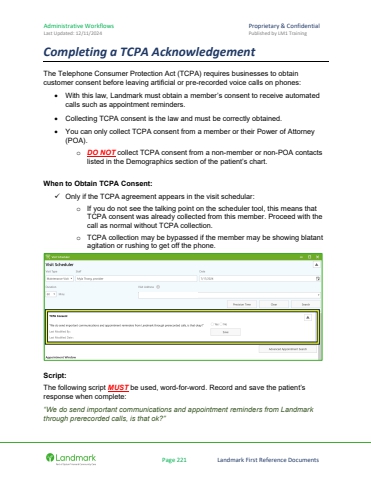 Administrative Workflows
Proprietary & Confidential
Last Updated: 12/11/2024
Published by LM1 Training
Completing a TCPA Acknowledgement
The Telephone Consumer Protection Act (TCPA) requires businesses to obtain
customer consent before leaving artificial or pre-recorded voice calls on phones:
• With this law, Landmark must obtain a member's consent to receive automated
calls such as appointment reminders.
• Collecting TCPA consent is the law and must be correctly obtained.
• You can only collect TCPA consent from a member or their Power of Attorney
(POA).
o DO NOT collect TCPA consent from a non-member or non-POA contacts
listed in the Demographics section of the patient's chart.
When to Obtain TCPA Consent:
✓ Only if the TCPA agreement appears in the visit scheduler:
o If you do not see the talking point on the scheduler tool, this means that
TCPA consent was already collected from this member. Proceed with the
call as normal without TCPA collection.
o TCPA collection may be bypassed if the member may be showing blatant
agitation or rushing to get off the phone.
Visit Scheduler
Visit Type
Staff
Date
Duration
TCPA Consent
Appointment Window
Script:
The following script MUST be used, word-for-word. Record and save the patient's
response when complete:
"We do send important communications and appointment reminders from Landmark
through prerecorded calls, is that ok?"
Landmark
Page 221
Landmark First Reference Documents